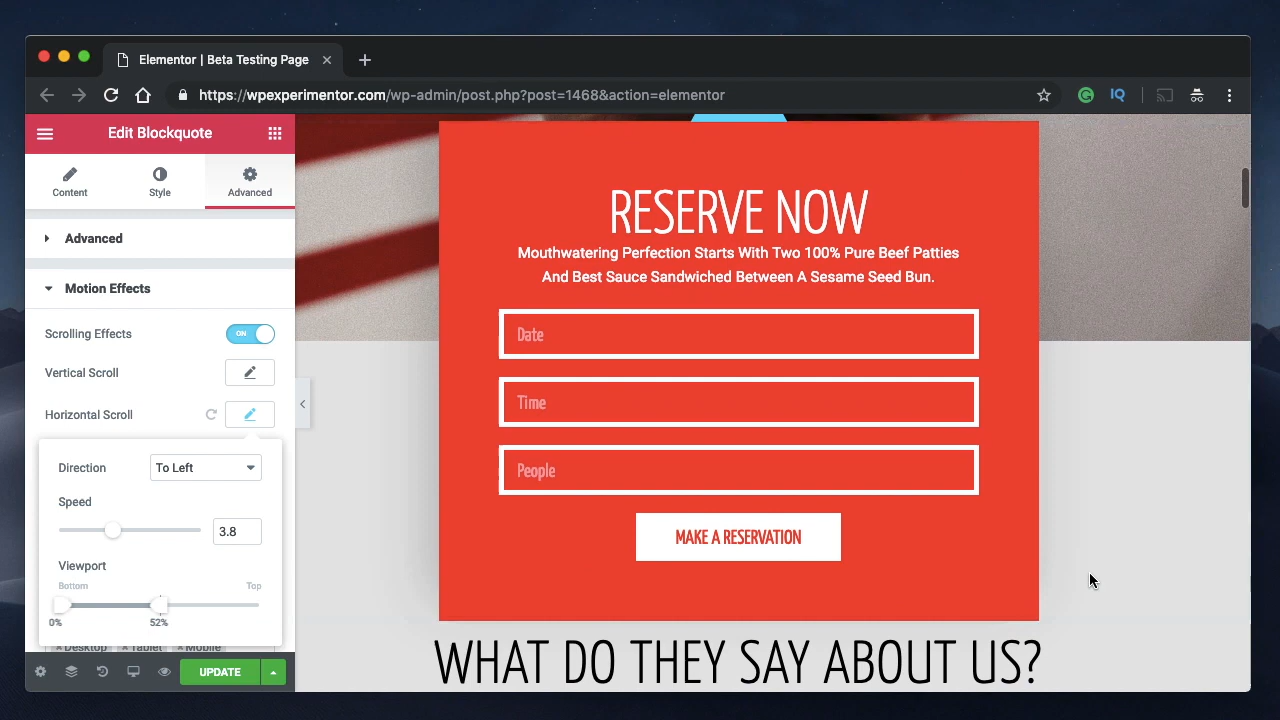 Elementor | Beta Testing Page
https://wpexperimentor.com/wp-admin/post.php?post=1468&action=elementor
IQ
Edit Blockquote
Content
Style
Advanced
Advanced
Motion Effects
Scrolling Effects
ON
Vertical Scroll
Horizontal Scroll
Direction
To Left
Speed
3.8
Viewport
Bottom
Top
0%
52%
Desktop
Tablet
Mobile
UPDATE
RESERVE NOW
Mouthwatering Perfection Starts With Two 100% Pure Beef Patties
And Best Sauce Sandwiched Between A Sesame Seed Bun.
Date
Time
People
MAKE A RESERVATION
WHAT DO THEY SAY ABOUT US?